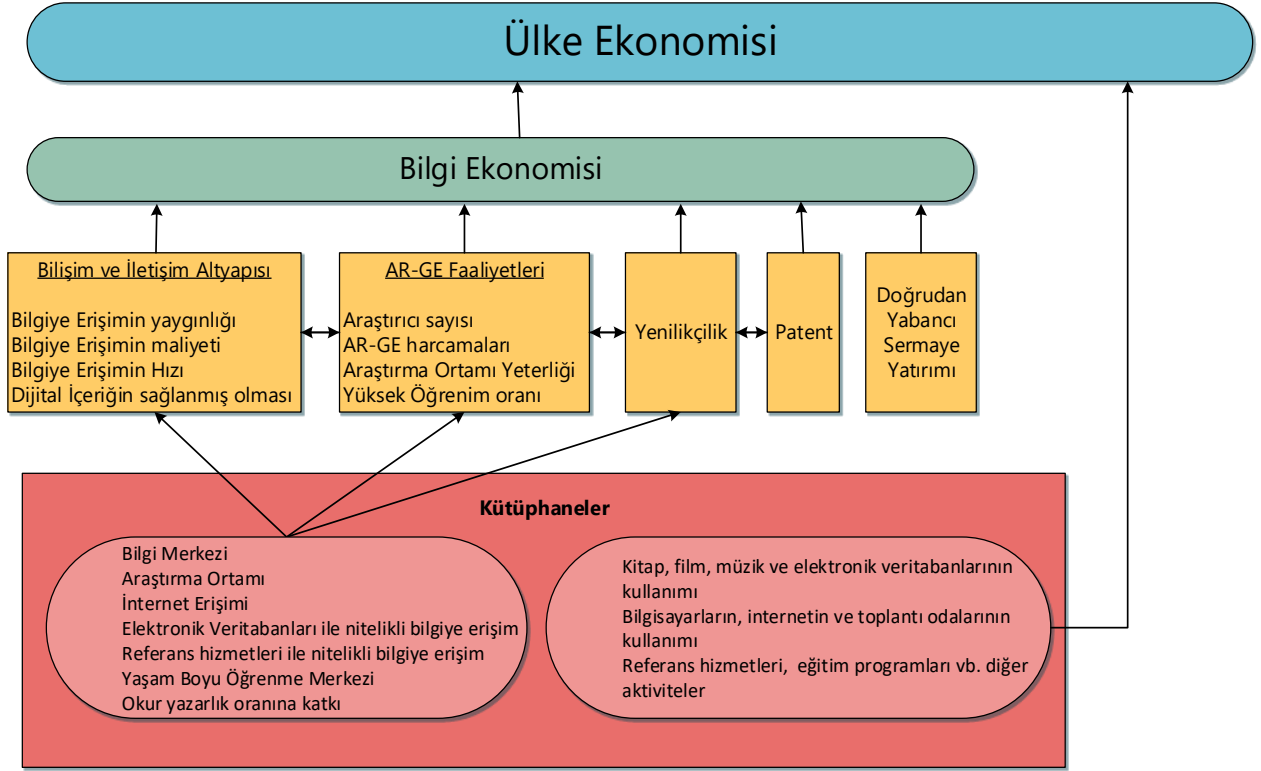 Ülke Ekonomisi
Bilgi Ekonomisi
Bilişim ve İletişim Altyapısı
Bilgiye Erişimin yaygınlığı
Bilgiye Erişimin maliyeti
Bilgiye Erişimin Hızı
Dijital İçeriğin sağlanmış olması
AR-GE Faaliyetleri
Araştırıcı sayısı
AR-GE harcamaları
Araştırma Ortamı Yeterliği
Yüksek Öğrenim oranı
Yenilikçilik
Patent
Doğrudan
Yabancı
Sermaye
Yatırımı
Kütüphaneler
Bilgi Merkezi
Araştırma Ortamı
İnternet Erişimi
Elektronik Veritabanları ile nitelikli bilgiye erişim
Referans hizmetleri ile nitelikli bilgiye erişim
Yaşam Boyu Öğrenme Merkezi
Okur yazarlık oranına katkı
Kitap, film, müzik ve elektronik veritabanlarının
kullanımı
Bilgisayarların, internetin ve toplantı odalarının
kullanımı
Referans hizmetleri, eğitim programları vb. diğer
aktiviteler